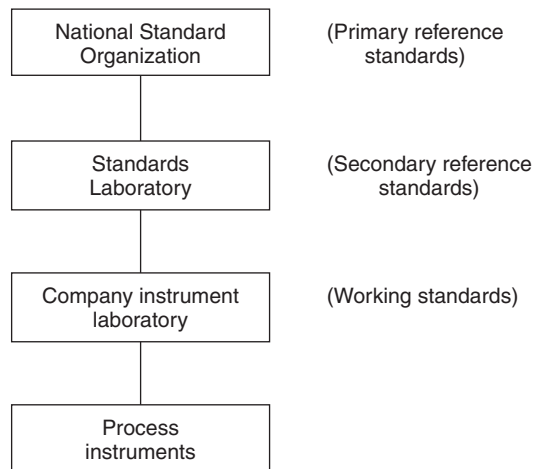 National Standard
Organization
(Primary reference
standards)
Standards
Laboratory
(Secondary reference
standards)
Company instrument
laboratory
(Working standards)
Process
instruments